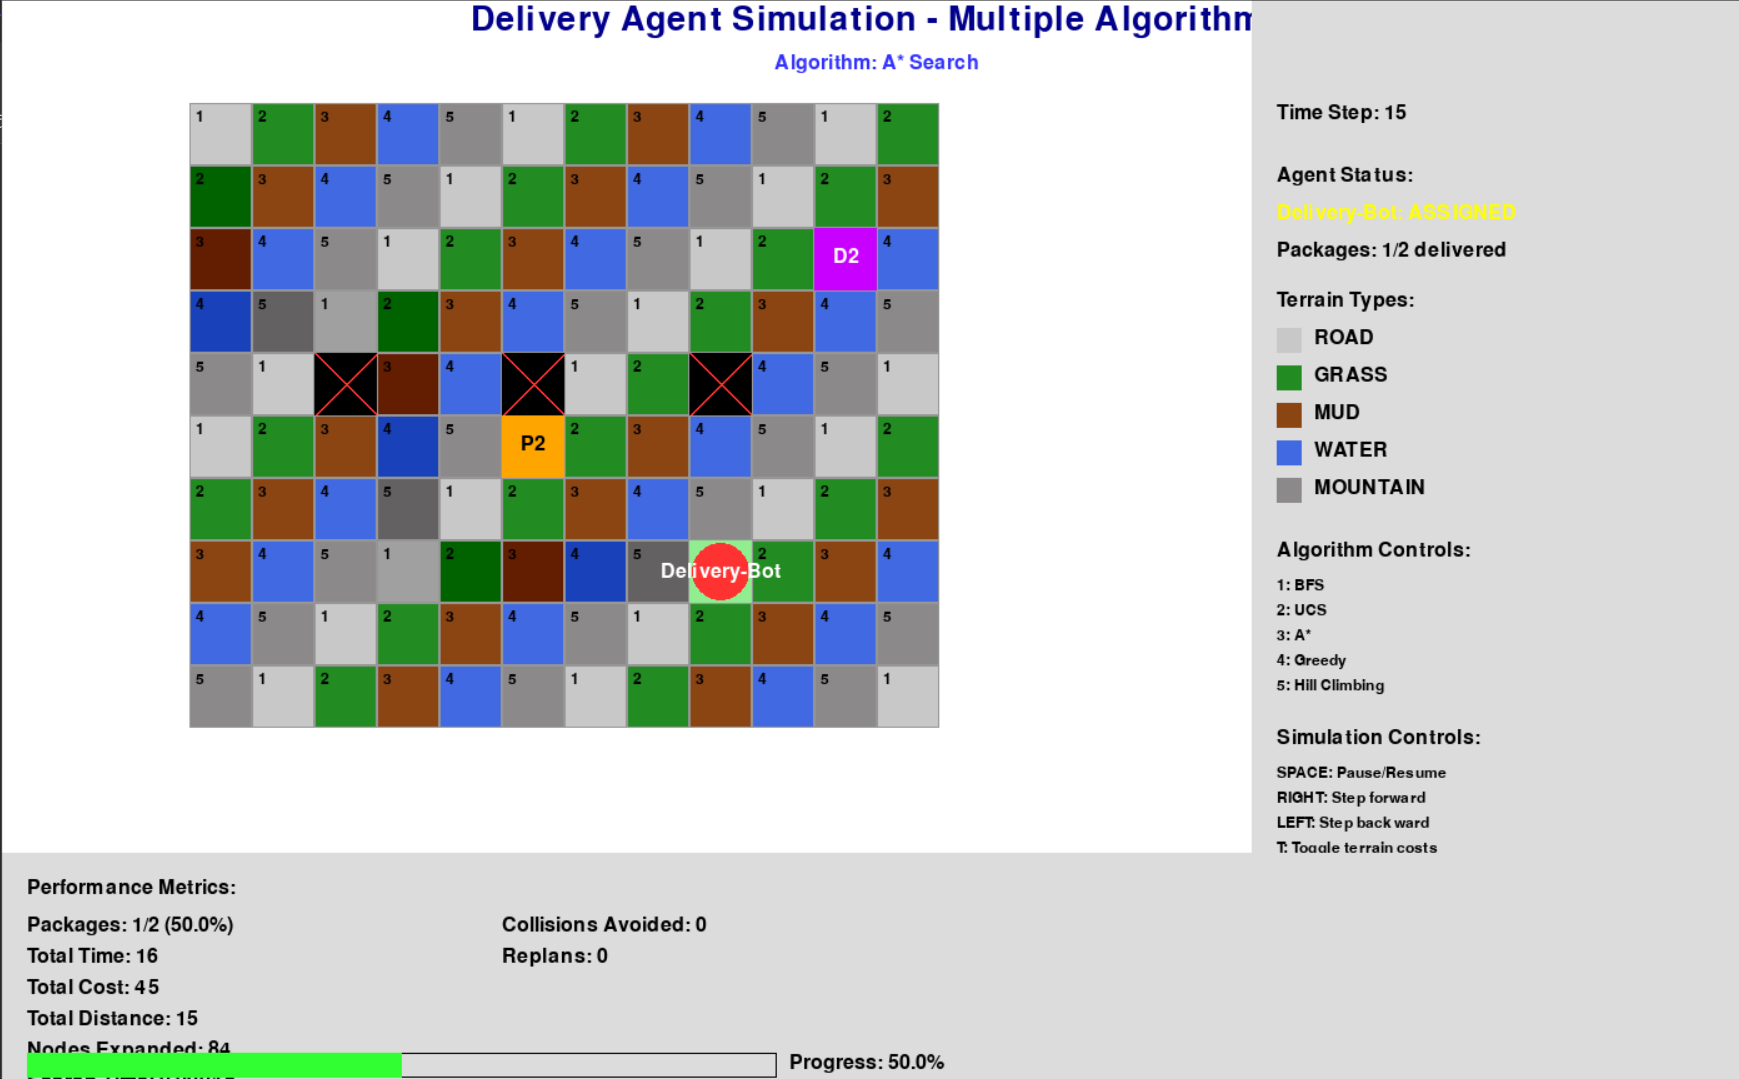 Delivery Agent Simulation - Multiple Algorithm
Algorithm: A* Search
1 2 3 4 5 1 2 3 4 5 1 2
2 3 4 5 1 2 3 4 5 1 2 3
3 4 5 1 2 3 4 5 1 2 D2 4
4 5 1 2 3 4 5 1 2 3 4 5
5 1 3 4 1 2 4 5 1
1 2 3 4 5 P2 2 3 4 5 1 2
2 3 4 5 1 2 3 4 5 1 2 3
3 4 5 1 2 3 4 5 Delivery-Bot 2 3 4
4 5 1 2 3 4 5 1 2 3 4 5
5 1 2 3 4 5 1 2 3 4 5 1
Time Step: 15
Agent Status:
Delivery-Bot: ASSIGNED
Packages: 1/2 delivered
Terrain Types:
ROAD
GRASS
MUD
WATER
MOUNTAIN
Algorithm Controls:
1: BFS
2: UCS
3: A*
4: Greedy
5: Hill Climbing
Simulation Controls:
SPACE: Pause/Resume
RIGHT: Step forward
LEFT: Step back ward
T: Toggle terrain costs
Performance Metrics:
Packages: 1/2 (50.0%)
Total Time: 16
Total Cost: 45
Total Distance: 15
Nodes Expanded: 84
Collisions Avoided: 0
Replans: 0
Progress: 50.0%